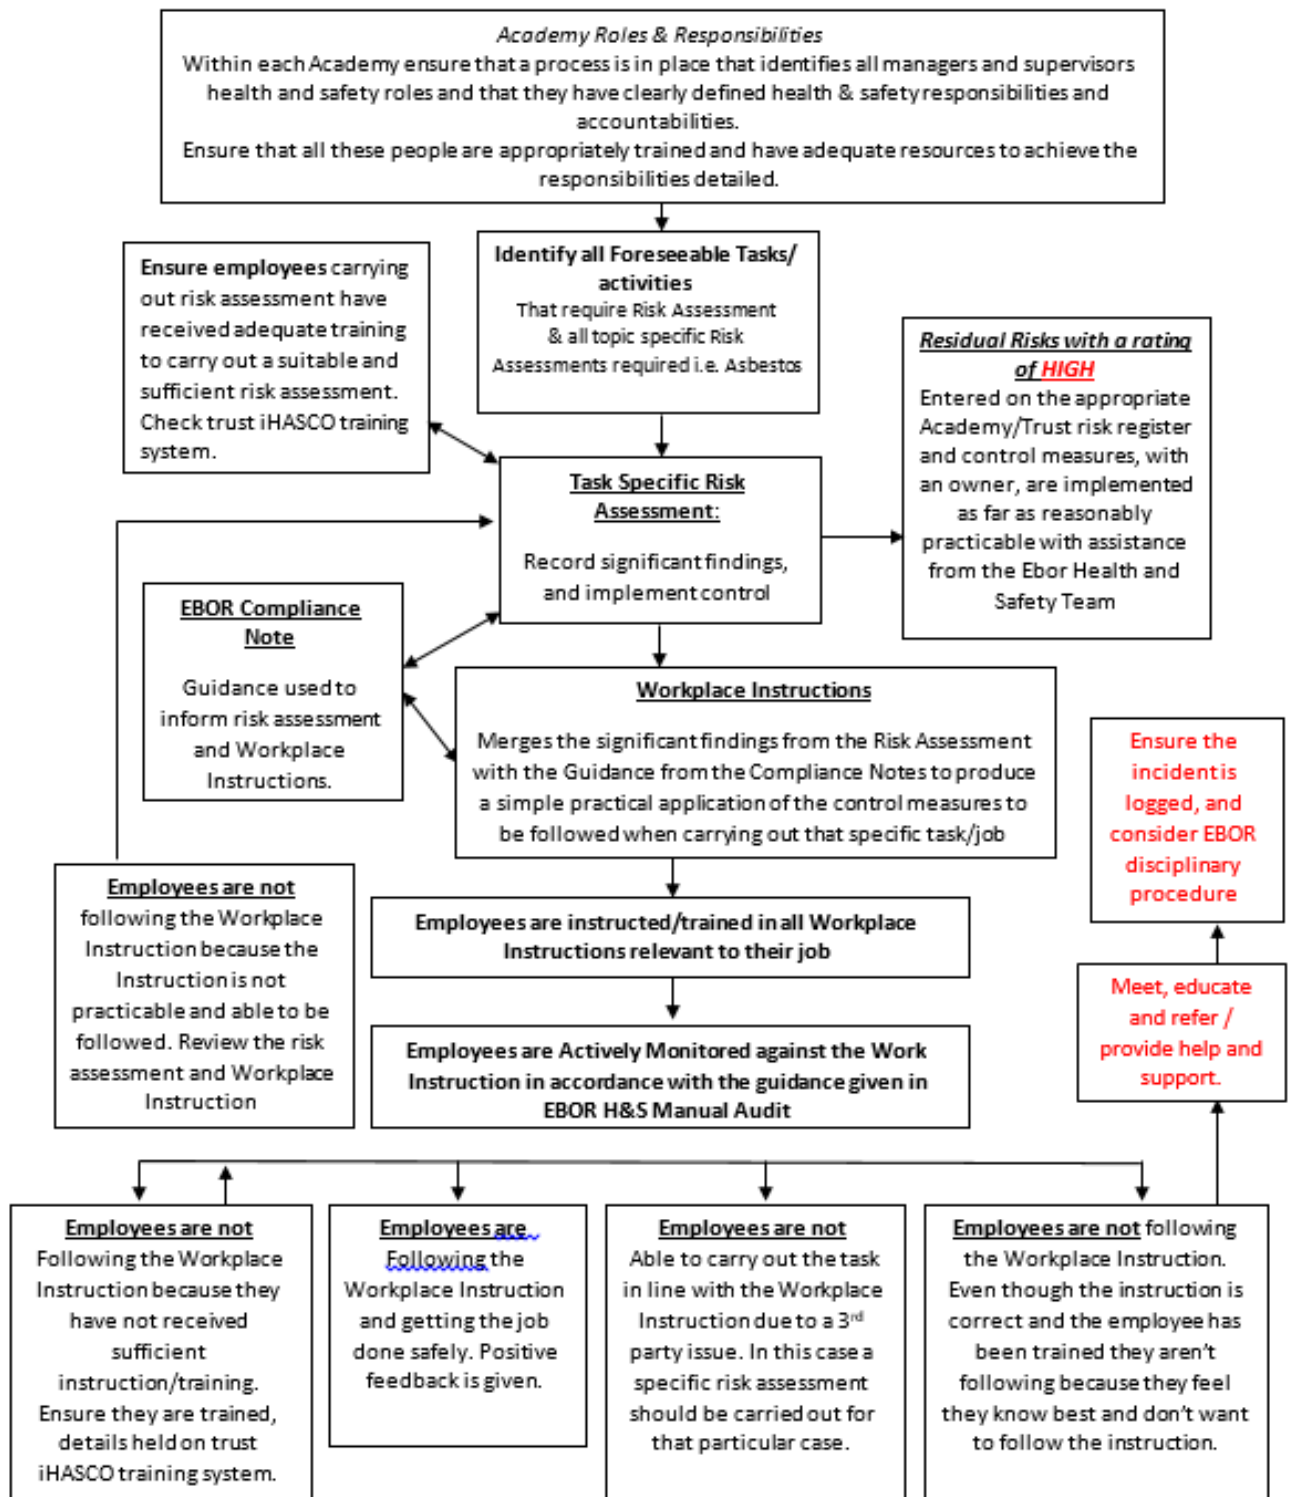 Academy Roles & Responsibilities
Within each Academy ensure that a process is in place that identifies all managers and supervisors
health and safety roles and that they have clearly defined health & safety responsibilities and
accountabilities.
Ensure that all these people are appropriately trained and have adequate resources to achieve the
responsibilities detailed.
Identify all Foreseeable Tasks/
activities
That require Risk Assessment
& all topic specific Risk
Assessments required i.e. Asbestos
Ensure employees carrying
out risk assessment have
received adequate training
to carry out a suitable and
sufficient risk assessment.
Check trust iHASCO training
system.
Residual Risks with a rating
of HIGH
Entered on the appropriate
Academy/Trust risk register
and control measures, with
an owner, are implemented
as far as reasonably
practicable with assistance
from the Ebor Health and
Safety Team
Task Specific Risk
Assessment:
Record significant findings,
and implement control
EBOR Compliance
Note
Guidance used to
inform risk assessment
and Workplace
Instructions.
Workplace Instructions
Merges the significant findings from the Risk Assessment
with the Guidance from the Compliance Notes to produce
a simple practical application of the control measures to
be followed when carrying out that specific task/job
Ensure the
incident is
logged, and
consider EBOR
disciplinary
procedure
Employees are not
following the Workplace
Instruction because the
Instruction is not
practicable and able to be
followed. Review the risk
assessment and Workplace
Instruction
Employees are instructed/trained in all Workplace
Instructions relevant to their job
Meet, educate
and refer /
provide help and
support.
Employees are Actively Monitored against the Work
Instruction in accordance with the guidance given in
EBOR H&S Manual Audit
Employees are not
Following the Workplace
Instruction because they
have not received
sufficient
instruction/training.
Ensure they are trained,
details held on trust
iHASCO training system.
Employees are
Following the
Workplace Instruction
and getting the job
done safely. Positive
feedback is given.
Employees are not
Able to carry out the task
in line with the Workplace
Instruction due to a 3rd
party issue. In this case a
specific risk assessment
should be carried out for
that particular case.
Employees are not following
the Workplace Instruction.
Even though the instruction is
correct and the employee has
been trained they aren't
following because they feel
they know best and don't want
to follow the instruction.